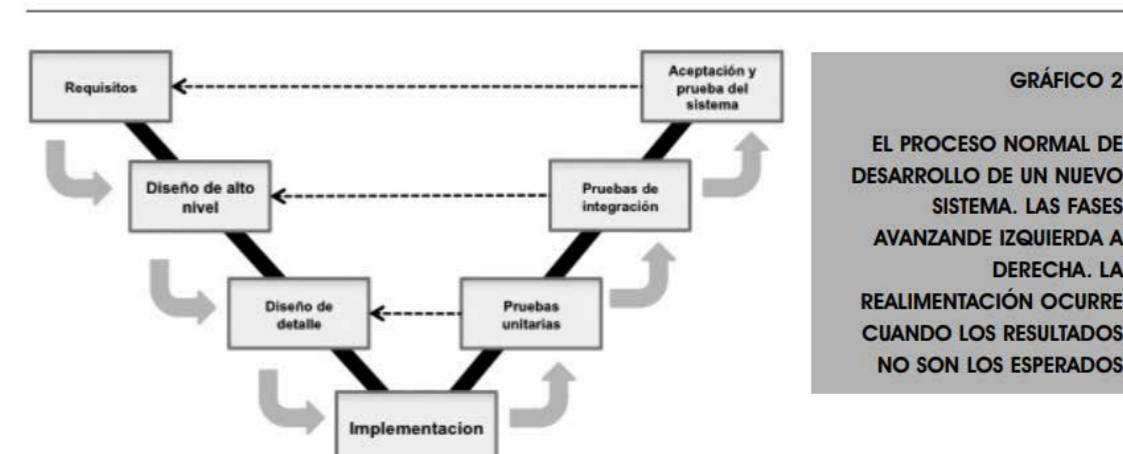 Requisitos
Aceptación y
prueba del
sistema
Diseño de alto
nivel
Pruebas de
integración
Diseño de
detalle
Pruebas
unitarias
Implementacion
GRÁFICO 2
EL PROCESO NORMAL DE
DESARROLLO DE UN NUEVO
SISTEMA. LAS FASES
AVANZANDE IZQUIERDA A
DERECHA. LA
REALIMENTACIÓN OCURRE
CUANDO LOS RESULTADOS
NO SON LOS ESPERADOS